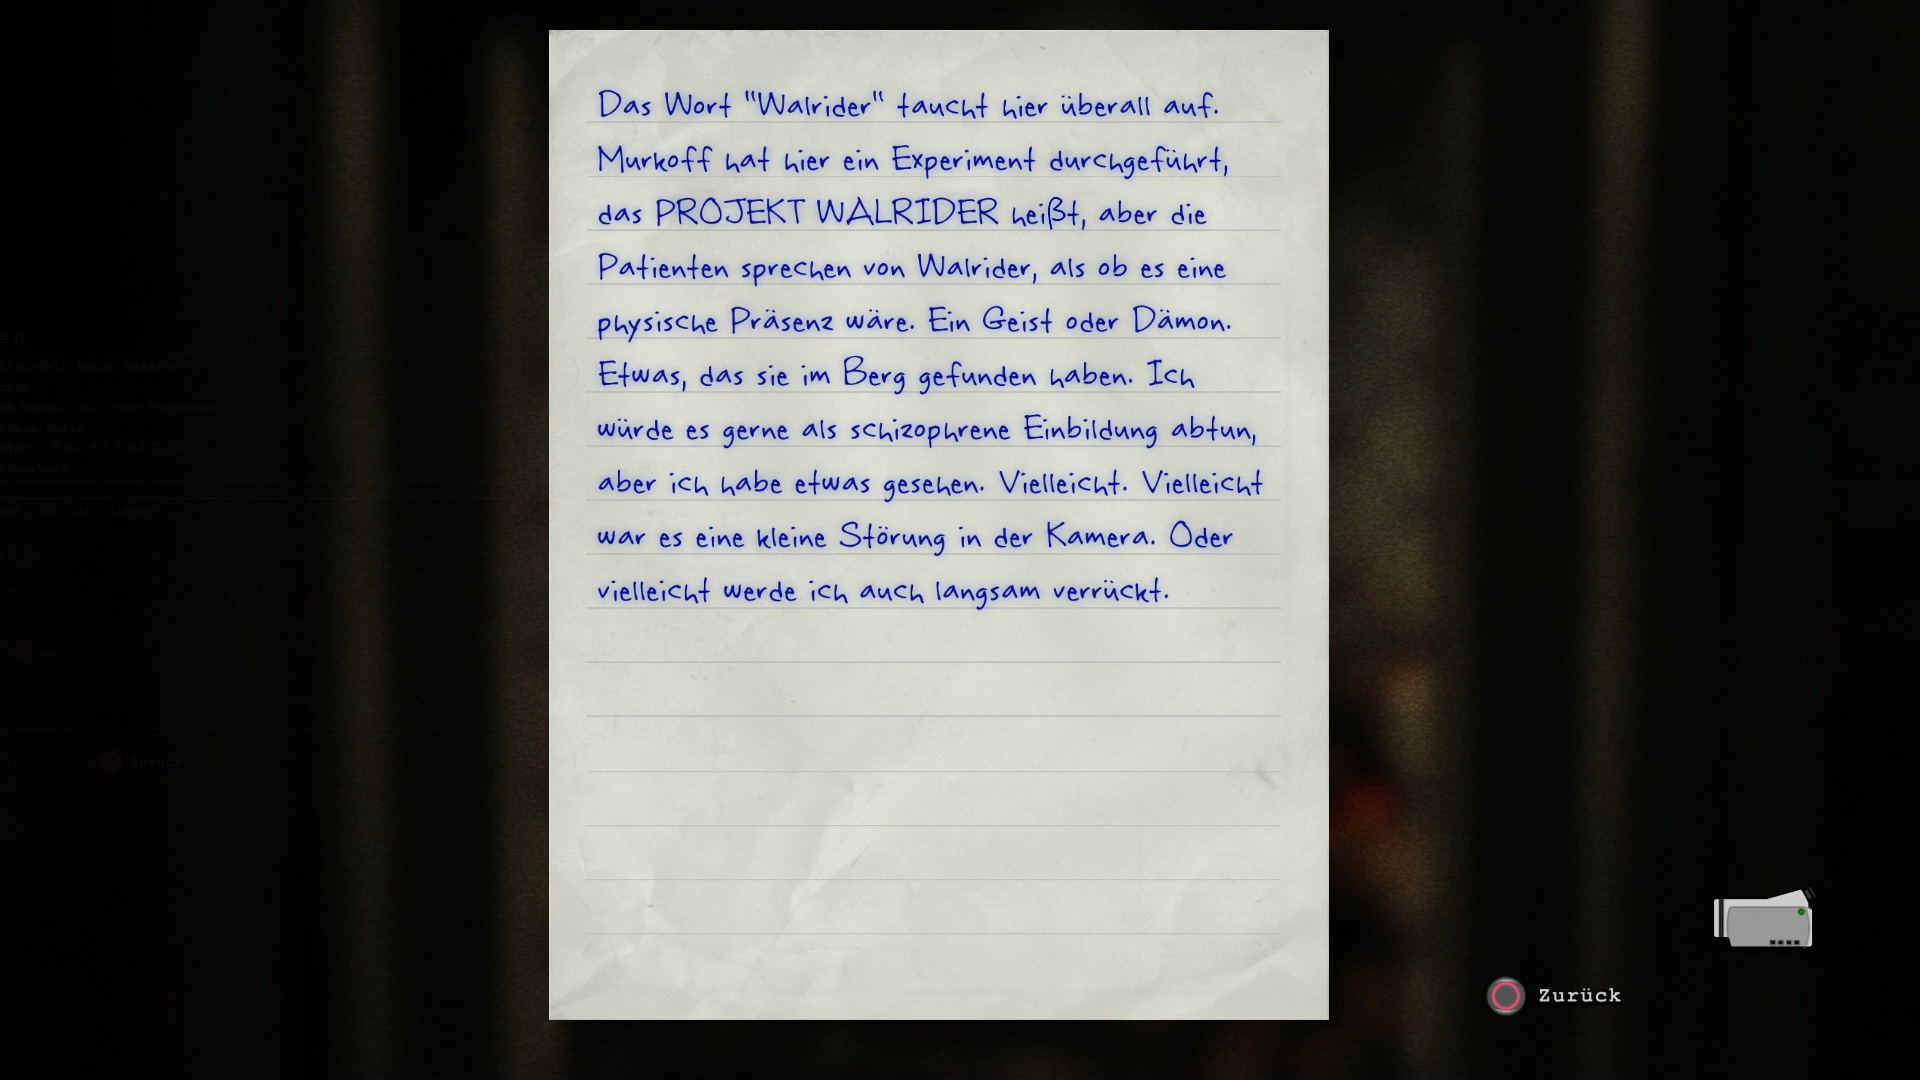 Das Wort "Walrider" taucht hier überall auf.
Murkoff hat hier ein Experiment durchgeführt,
das PROJEKT WALRIDER heißt, aber die
Patienten sprechen von Walrider, als ob es eine
physische Präsenz wäre. Ein Geist oder Dämon.
Etwas, das sie im Berg gefunden haben. Ich
würde es gerne als schizophrene Einbildung abtun,
aber ich habe etwas gesehen. Vielleicht. Vielleicht
war es eine kleine Störung in der Kamera. Oder
vielleicht werde ich auch langsam verrückt.
Kanalisation
Zurück
Zurück